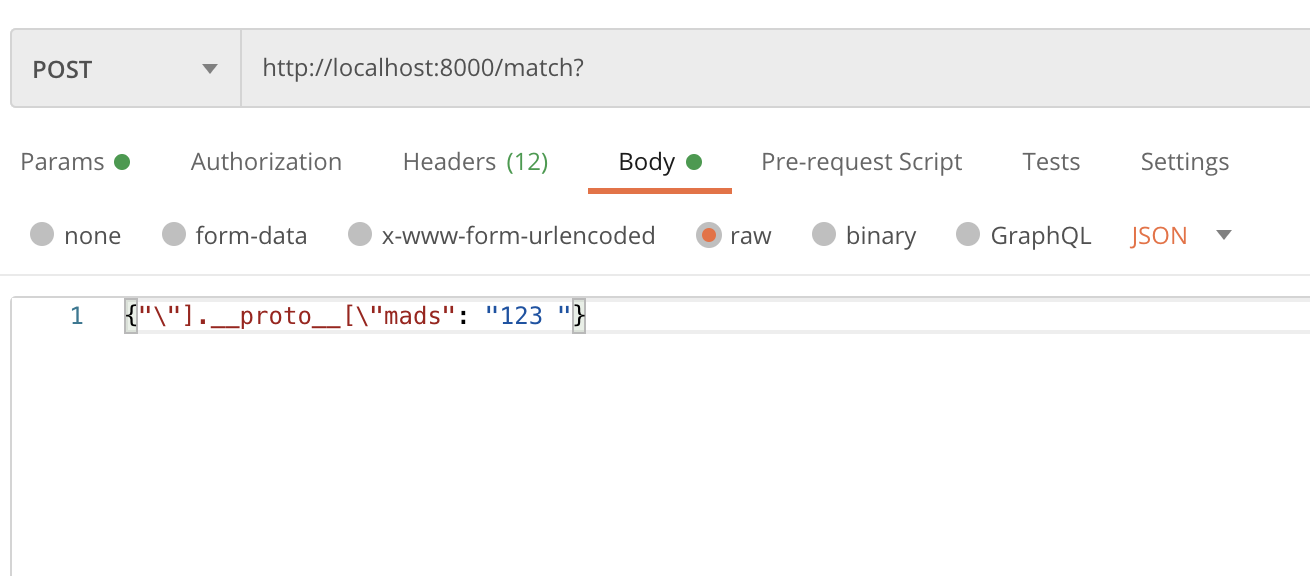 POST http://localhost:8000/match?
Params Authorization Headers (12) Body Pre-request Script Tests Settings
none form-data x-www-form-urlencoded raw binary GraphQL JSON
1 {"\"].__proto__[\"mads": "123 "}